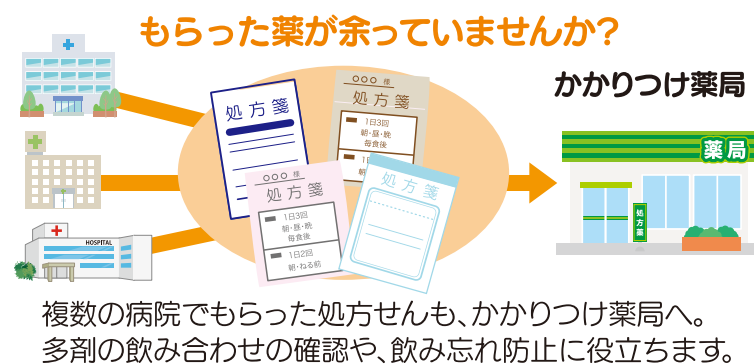 もらった薬が余っていませんか?
かかりつけ薬局
HOSPITAL
処方箋
○○○ 様
処方箋
1日3回
朝・昼・晩
毎食後
○○○ 様
処方箋
1日3回
朝・昼・晩
毎食後
1日2回
朝・ねる前
処方箋
薬局
処方薬
複数の病院でもらった処方せんも、かかりつけ薬局へ。
多剤の飲み合わせの確認や、飲み忘れ防止に役立ちます。